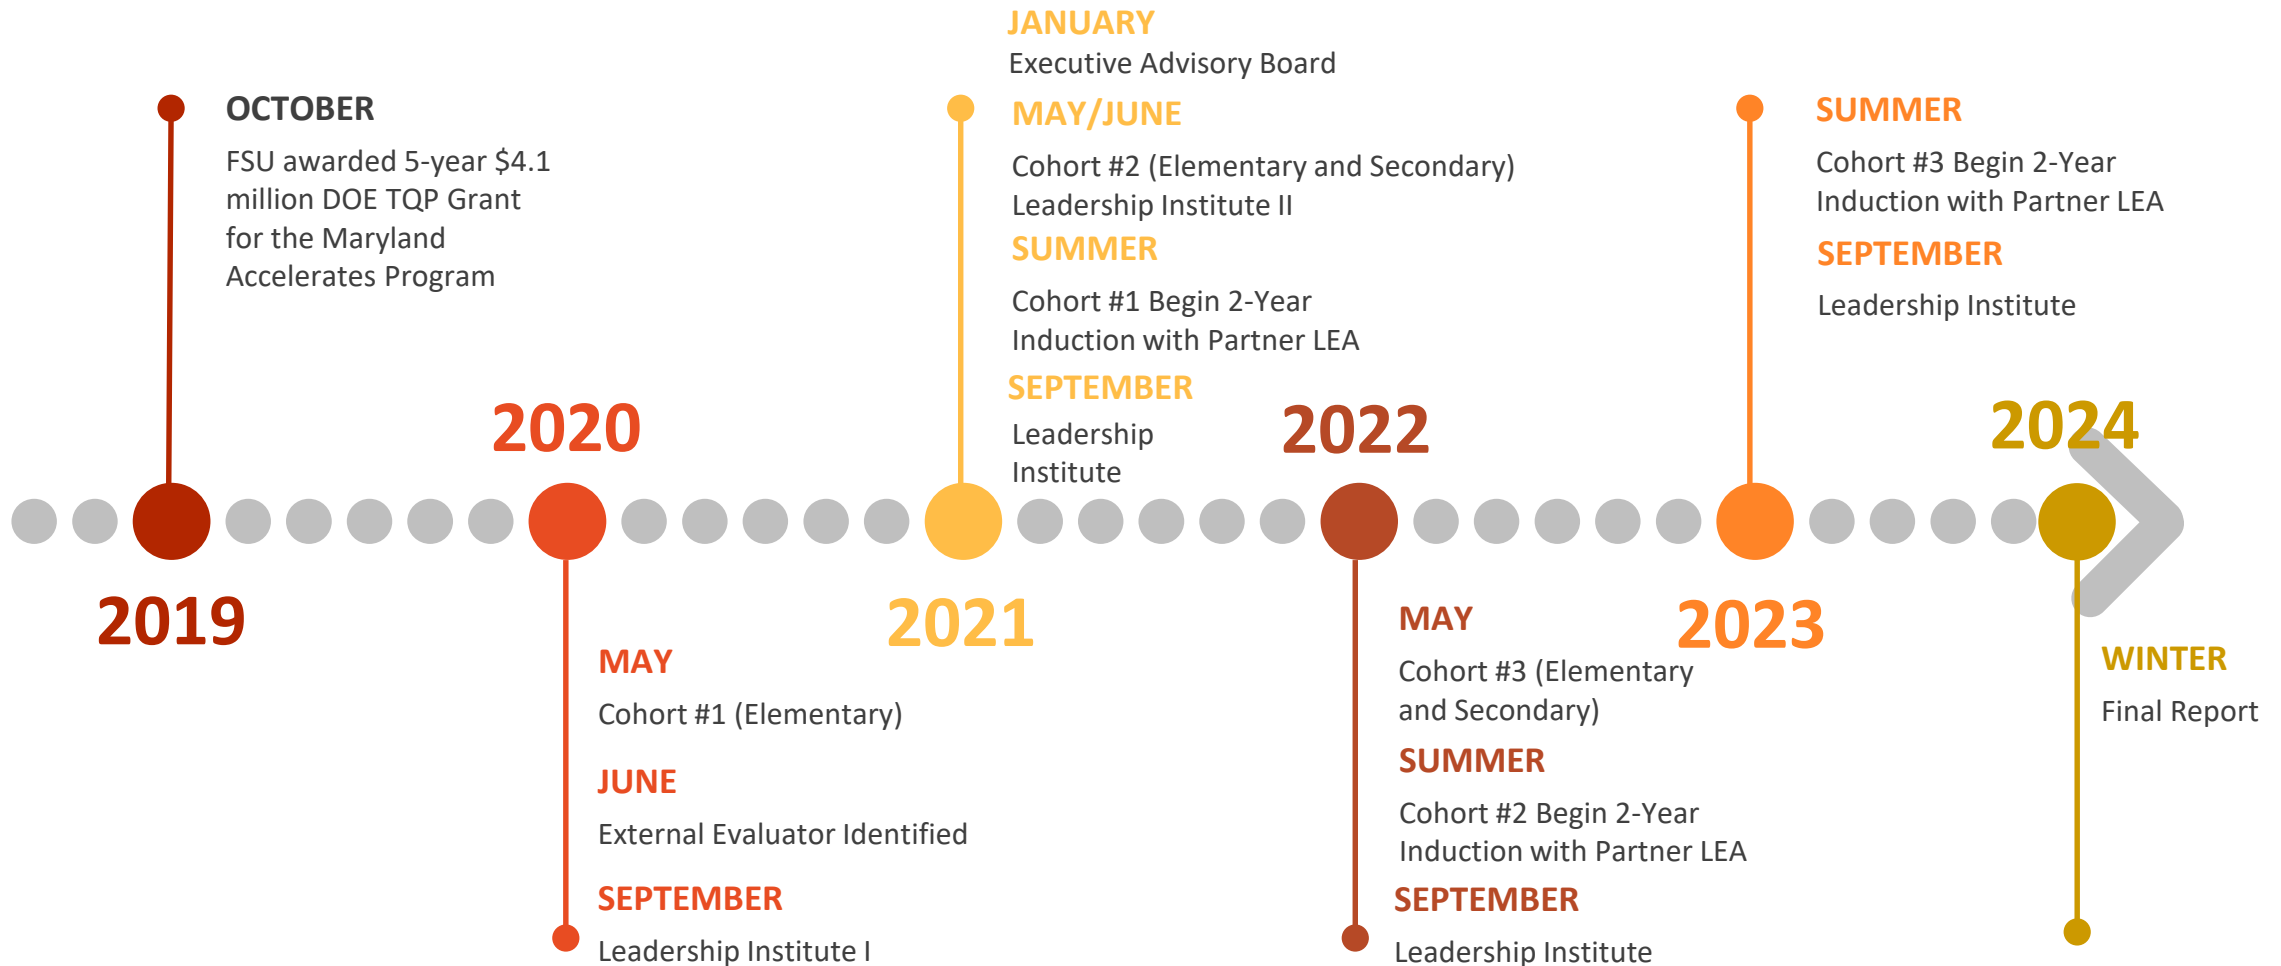 2019
OCTOBER
FSU awarded 5-year $4.1
million DOE TQP Grant
for the Maryland
Accelerates Program
2020
MAY
Cohort #1 (Elementary)
JUNE
External Evaluator Identified
SEPTEMBER
Leadership Institute I
2021
JANUARY
Executive Advisory Board
MAY/JUNE
Cohort #2 (Elementary and Secondary)
Leadership Institute II
SUMMER
Cohort #1 Begin 2-Year
Induction with Partner LEA
SEPTEMBER
Leadership
Institute
2022
MAY
Cohort #3 (Elementary
and Secondary)
SUMMER
Cohort #2 Begin 2-Year
Induction with Partner LEA
SEPTEMBER
Leadership Institute
2023
SUMMER
Cohort #3 Begin 2-Year
Induction with Partner LEA
SEPTEMBER
Leadership Institute
2024
WINTER
Final Report